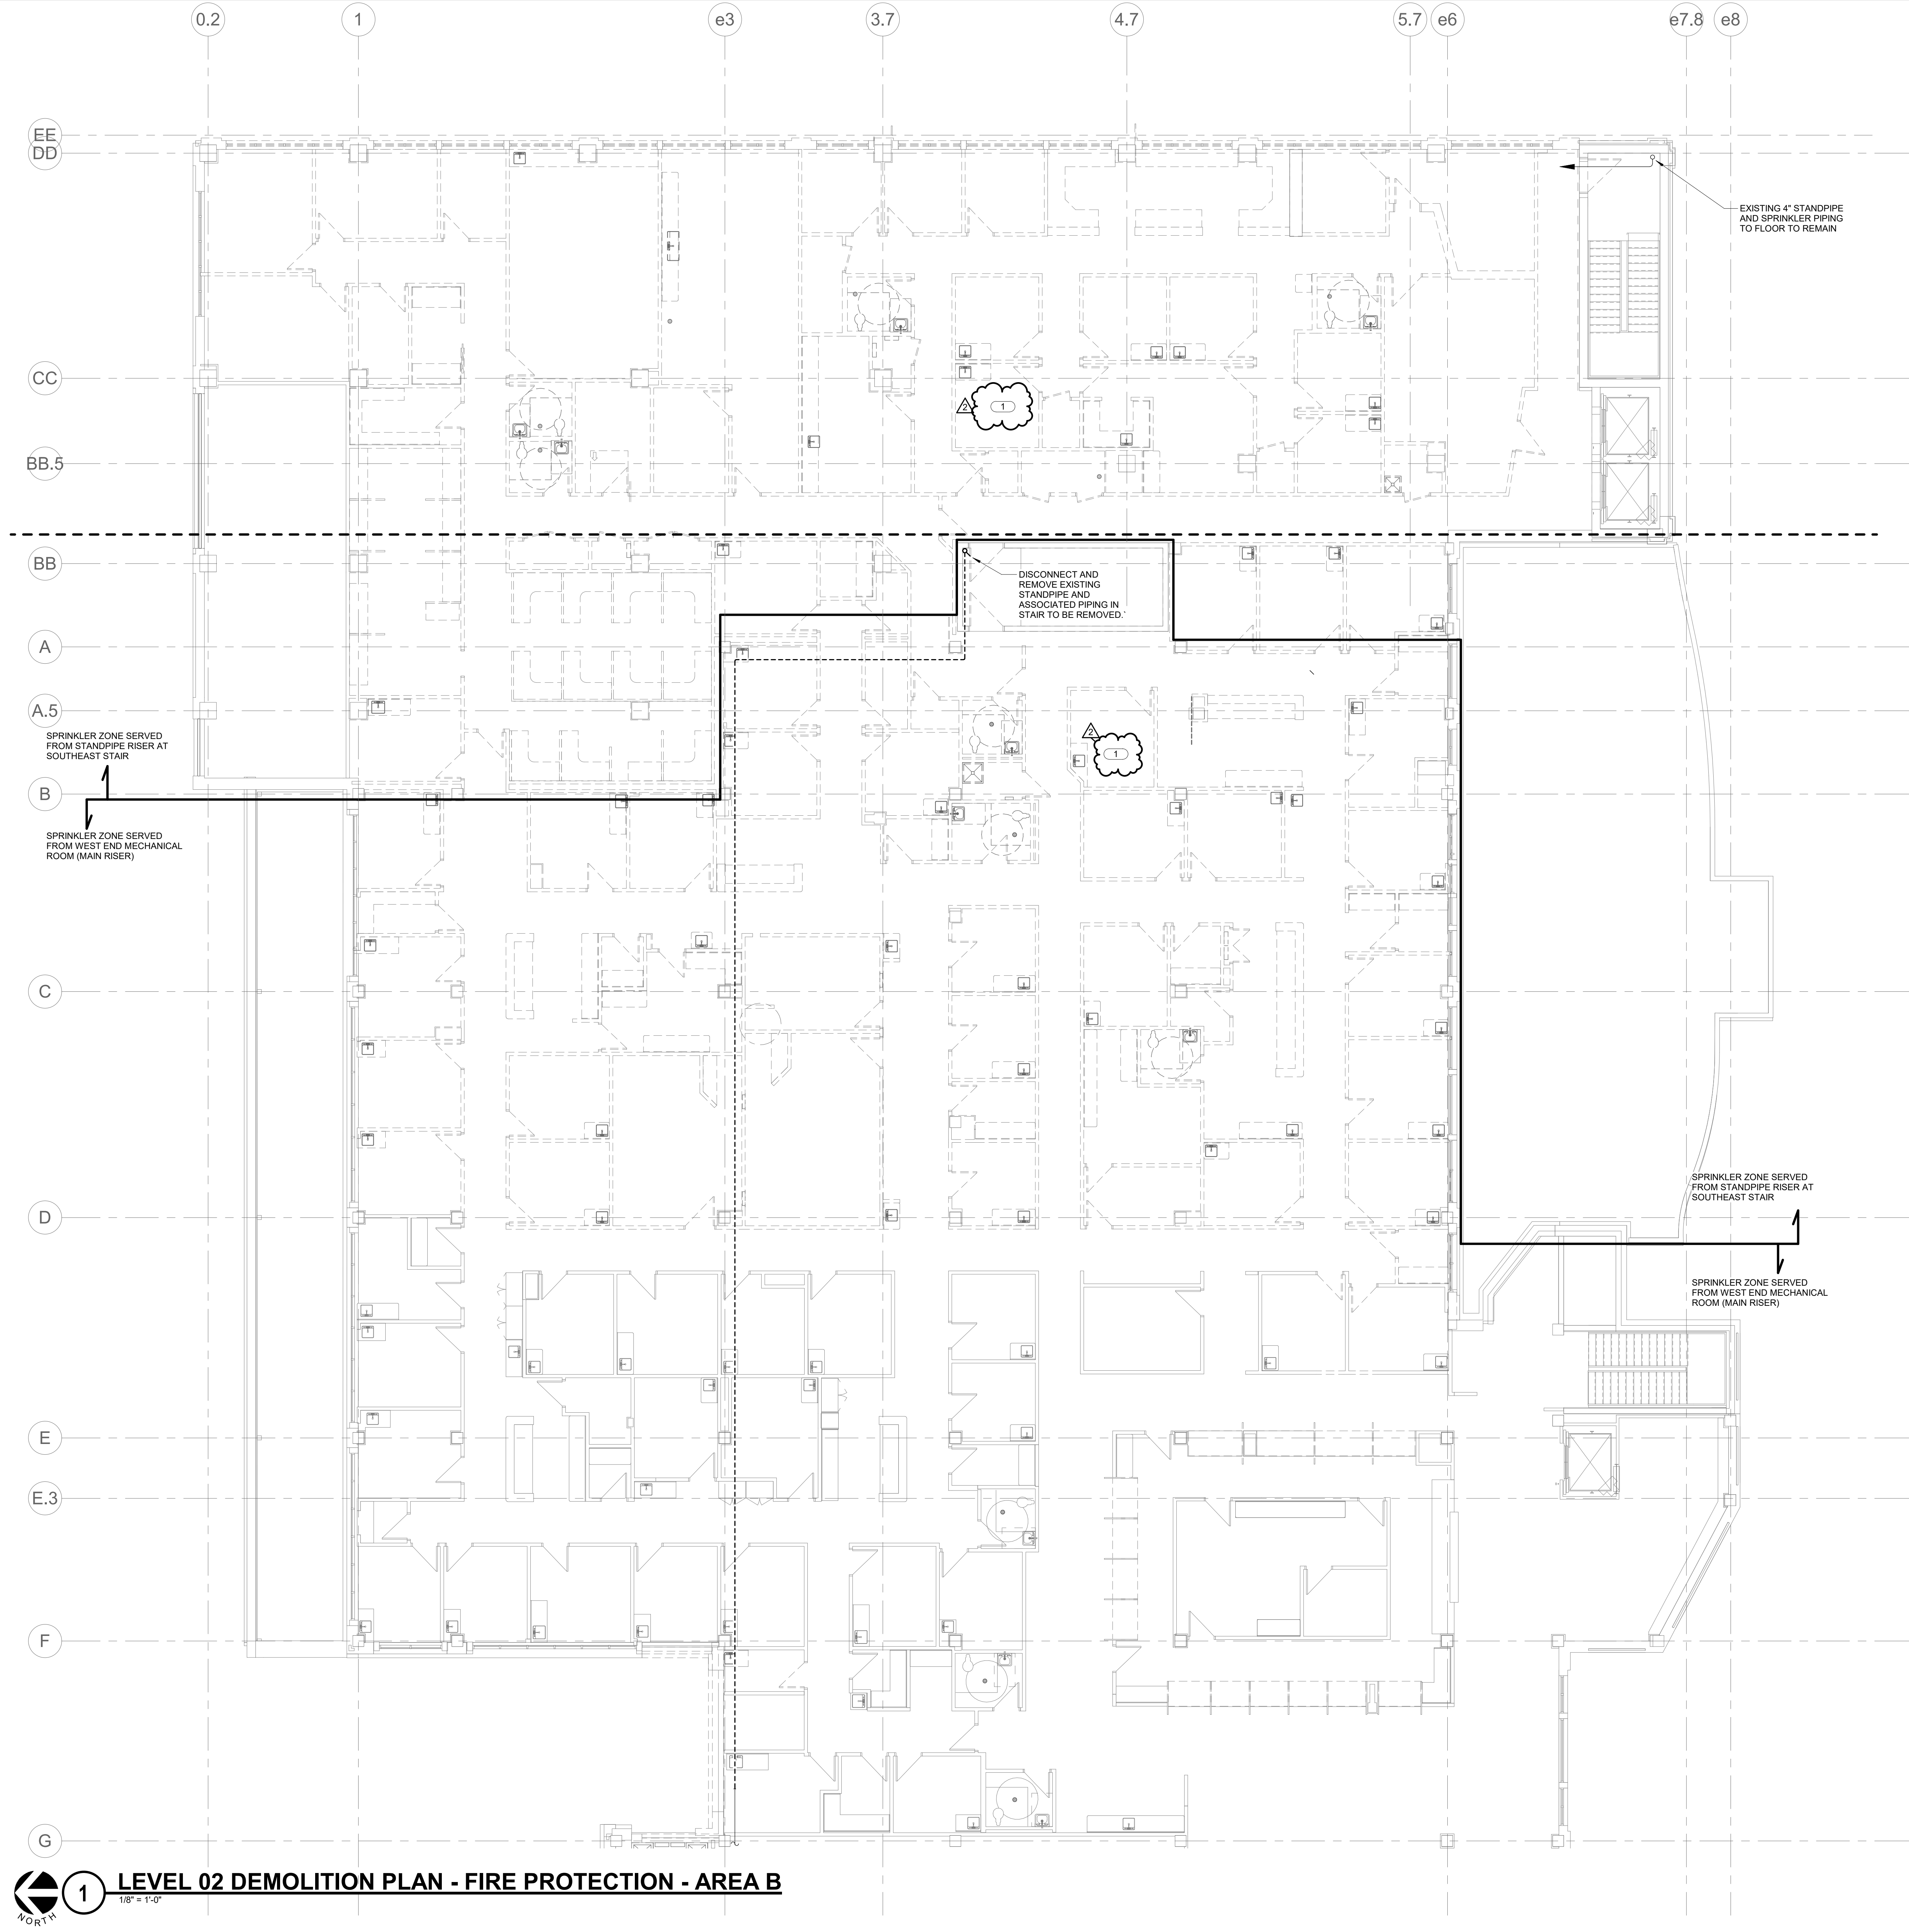 0.2 1 e3 3.7 4.7 5.7 e6 e7.8 e8
EE
DD
EXISTING 4" STANDPIPE
AND SPRINKLER PIPING
TO FLOOR TO REMAIN
CC
2 1
BB.5
BB
DISCONNECT AND
REMOVE EXISTING
STANDPIPE AND
ASSOCIATED PIPING IN
STAIR TO BE REMOVED.
A
A.5
2 1
SPRINKLER ZONE SERVED
FROM STANDPIPE RISER AT
SOUTHEAST STAIR
B
SPRINKLER ZONE SERVED
FROM WEST END MECHANICAL
ROOM (MAIN RISER)
C
SPRINKLER ZONE SERVED
FROM STANDPIPE RISER AT
SOUTHEAST STAIR
D
SPRINKLER ZONE SERVED
FROM WEST END MECHANICAL
ROOM (MAIN RISER)
E
E.3
F
G
1 LEVEL 02 DEMOLITION PLAN - FIRE PROTECTION - AREA B
1/8" = 1'-0"
NORTH